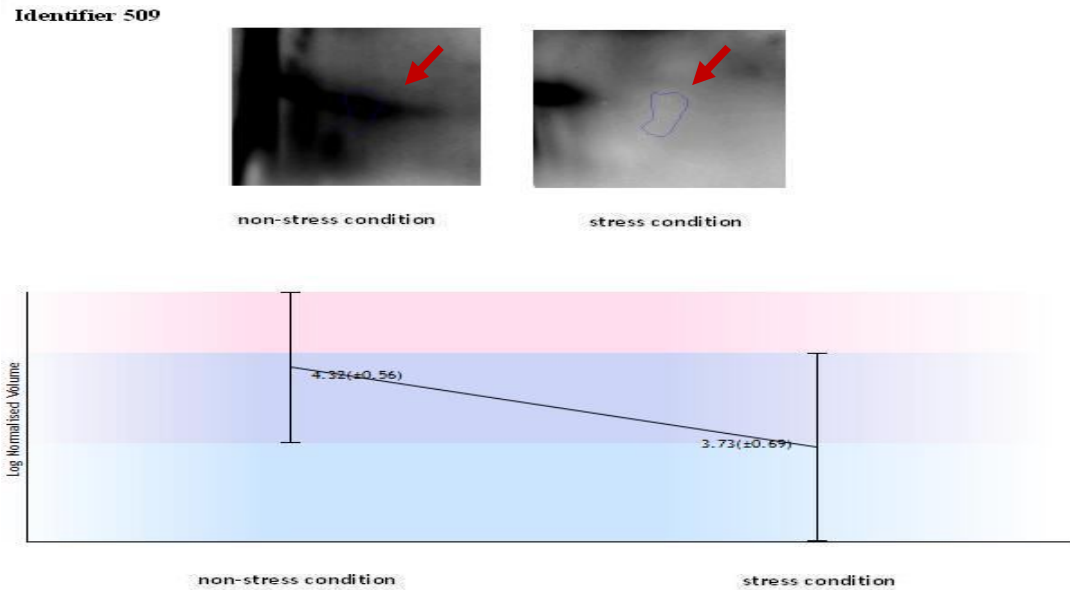 Identifier 509
non-stress condition
stress condition
Log Normalised Volume
4.32(±0.56)
3.73(±0.69)
non-stress condition
stress condition